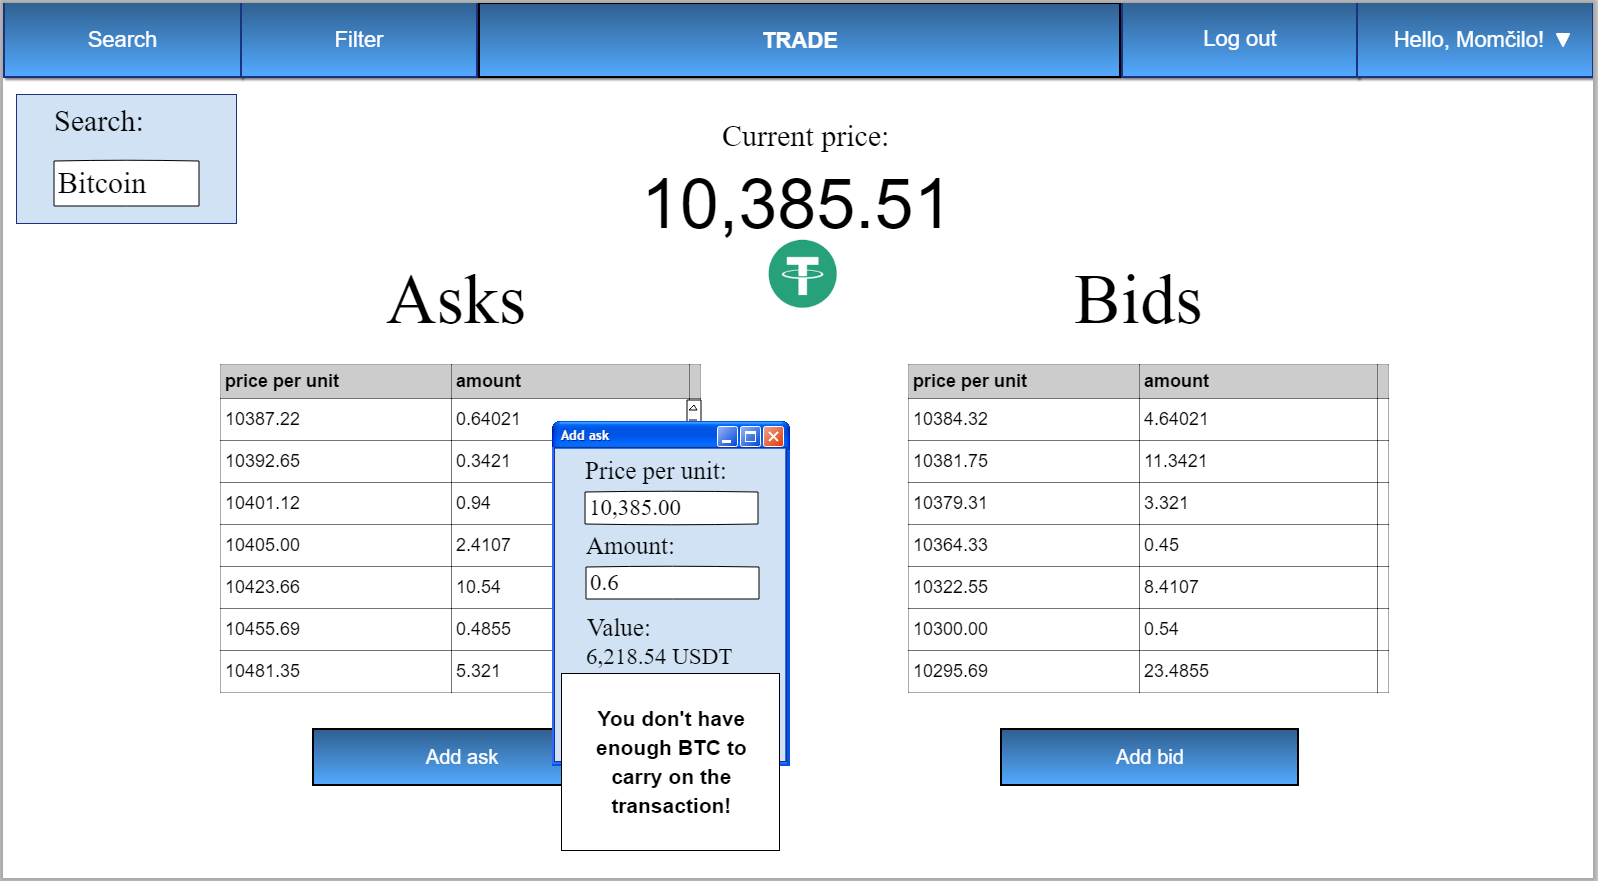 Search
Filter
TRADE
Log out
Hello, Momčilo! ▼
Search:
Bitcoin
Current price:
10,385.51
Asks
Bids
price per unit amount
10387.22 0.64021
10392.65 0.3421
10401.12 0.94
10405.00 2.4107
10423.66 10.54
10455.69 0.4855
10481.35 5.321
Add ask
Add ask
Price per unit:
10,385.00
Amount:
0.6
Value:
6,218.54 USDT
You don't have
enough BTC to
carry on the
transaction!
price per unit amount
10384.32 4.64021
10381.75 11.3421
10379.31 3.321
10364.33 0.45
10322.55 8.4107
10300.00 0.54
10295.69 23.4855
Add bid